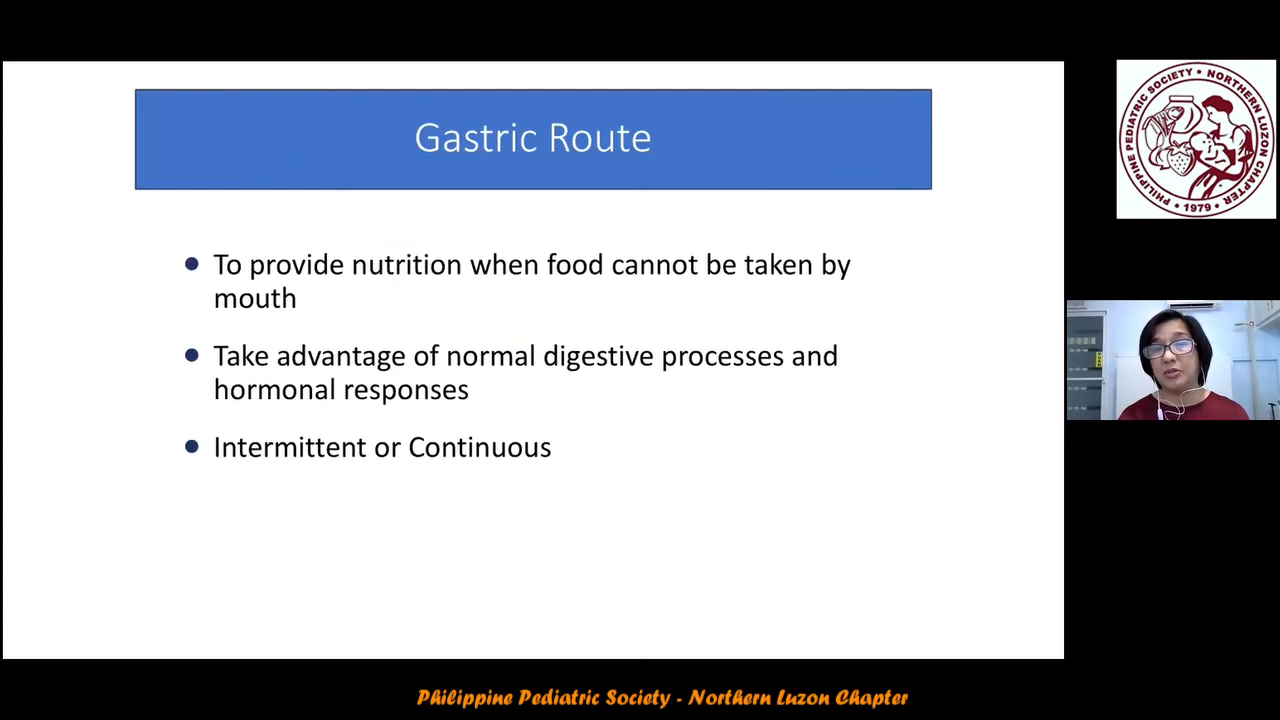 Gastric Route
To provide nutrition when food cannot be taken by
mouth
Take advantage of normal digestive processes and
hormonal responses
Intermittent or Continuous
PHILIPPINE PEDIATRIC SOCIETY • NORTHERN LUZON CHAPTER
• 1979 •
Philippine Pediatric Society - Northern Luzon Chapter